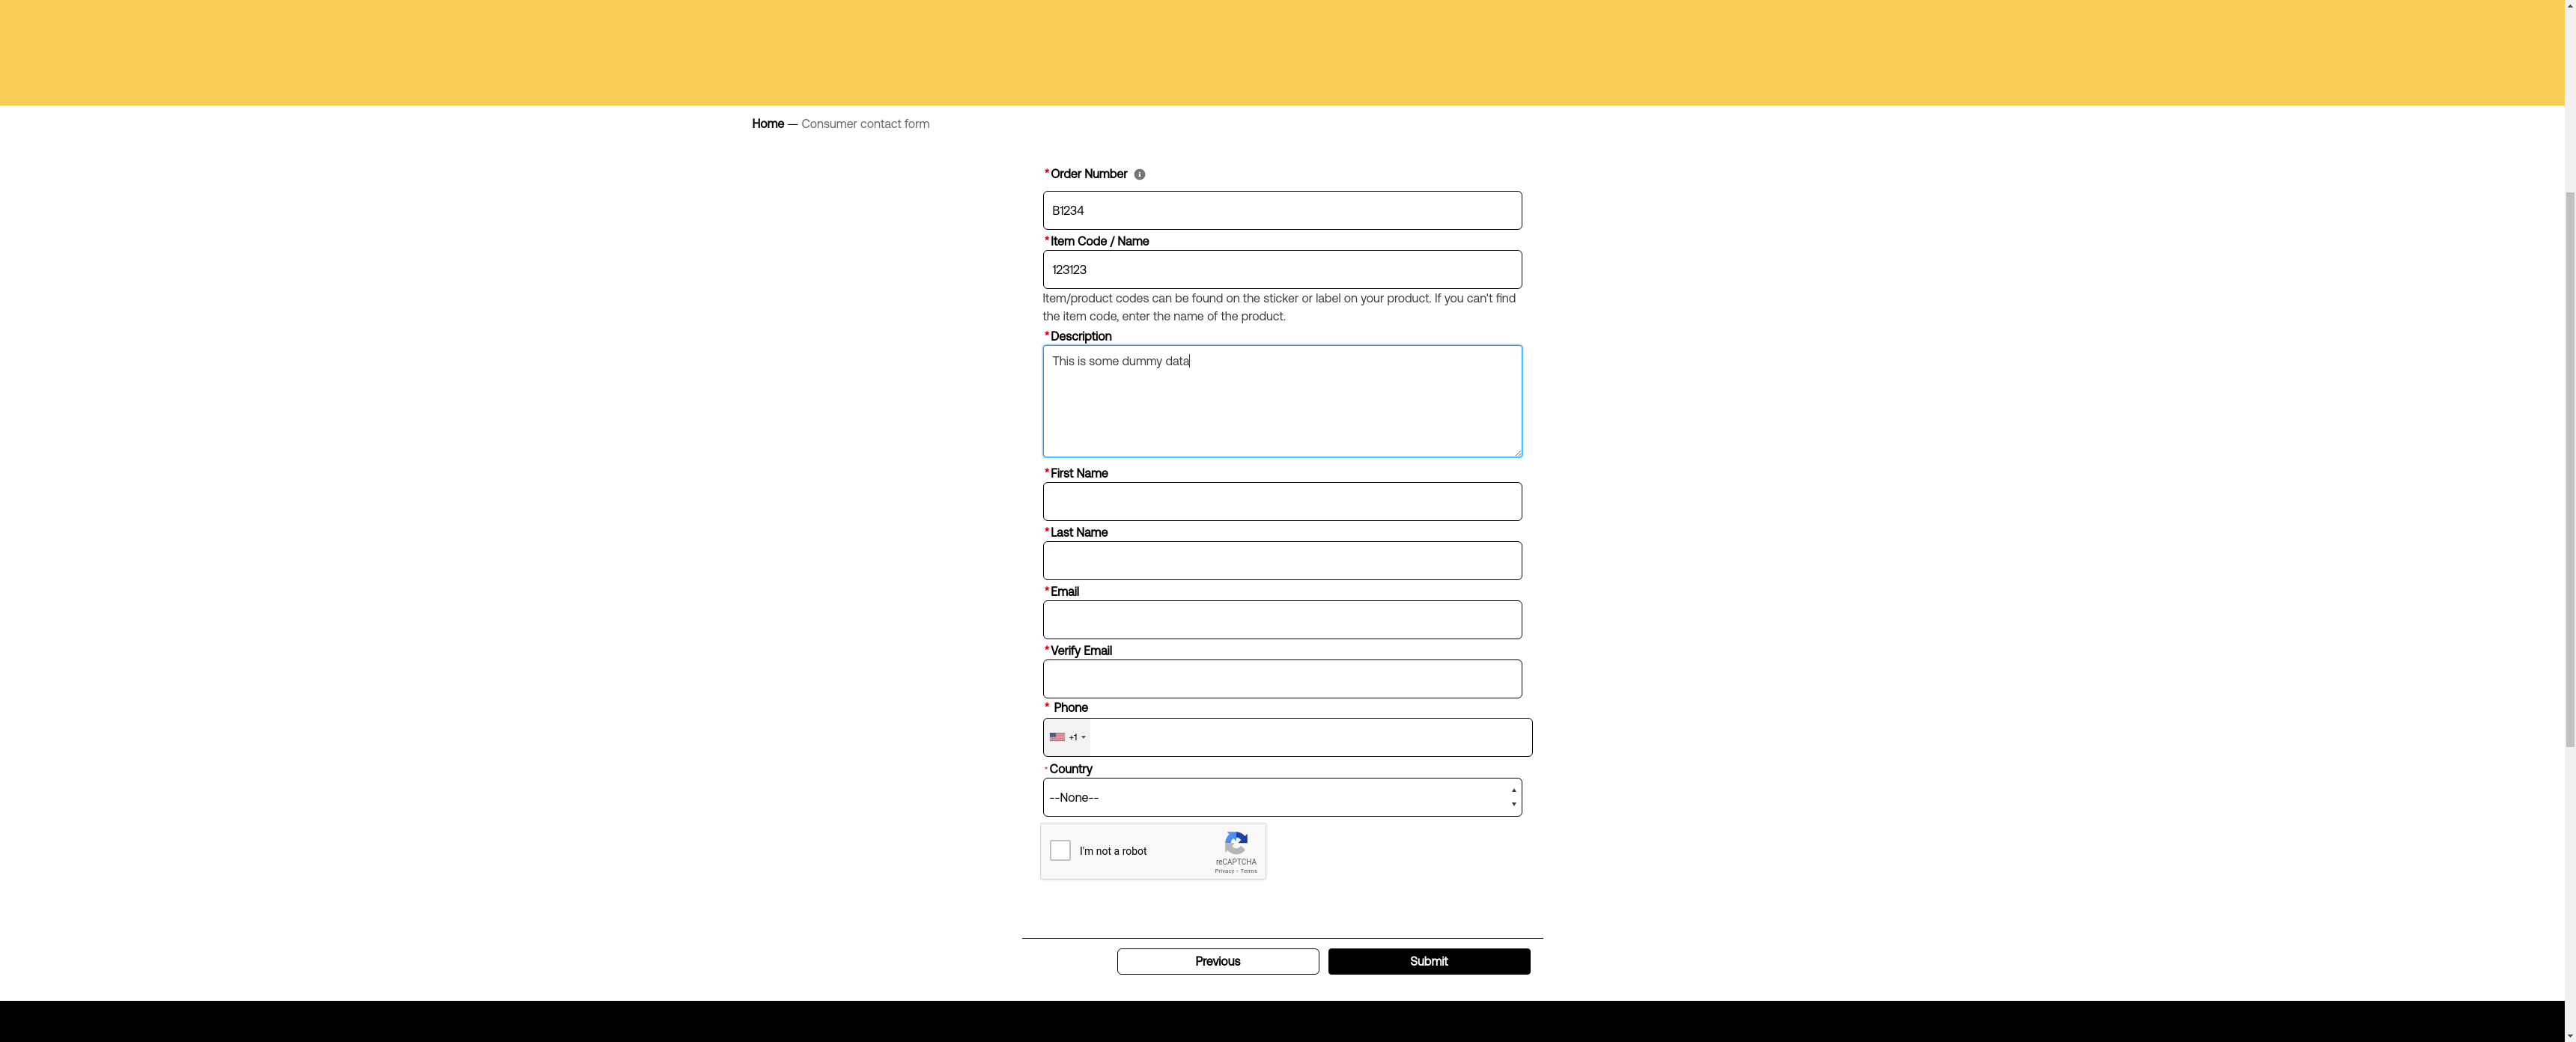 Home — Consumer contact form
*Order Number
B1234
*Item Code / Name
123123
Item/product codes can be found on the sticker or label on your product. If you can't find
the item code, enter the name of the product.
*Description
This is some dummy data
*First Name
*Last Name
*Email
*Verify Email
* Phone
+1
*Country
--None--
I'm not a robot
reCAPTCHA
Privacy - Terms
Previous
Submit